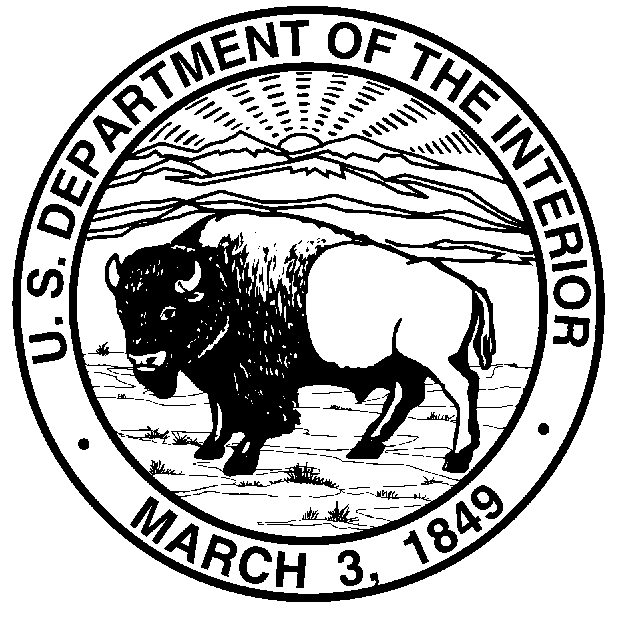 U.S. DEPARTMENT OF THE INTERIOR
MARCH 3, 1849